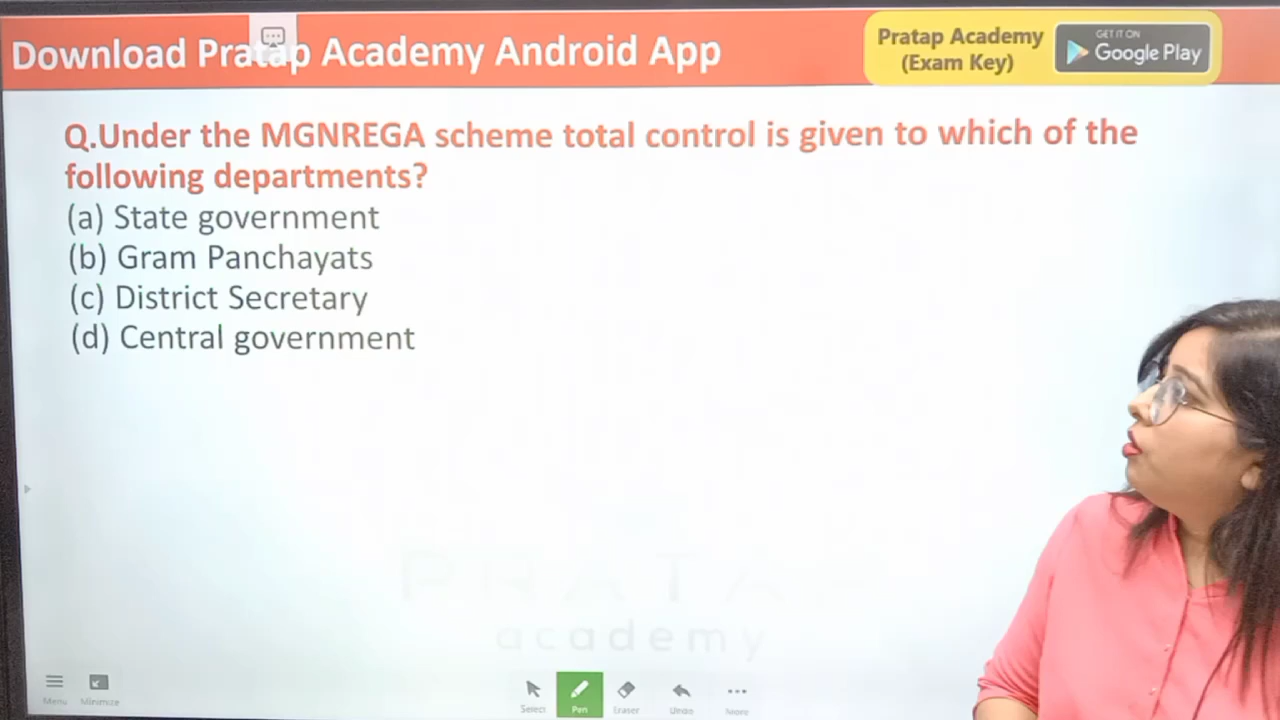 Download Pratap Academy Android App
Pratap Academy
(Exam Key)
GET IT ON
Google Play
Q.Under the MGNREGA scheme total control is given to which of the
following departments?
(a) State government
(b) Gram Panchayats
(c) District Secretary
(d) Central government
PRATAP
academy
Menu
Minimize
Select
Pen
Eraser
Undo
More